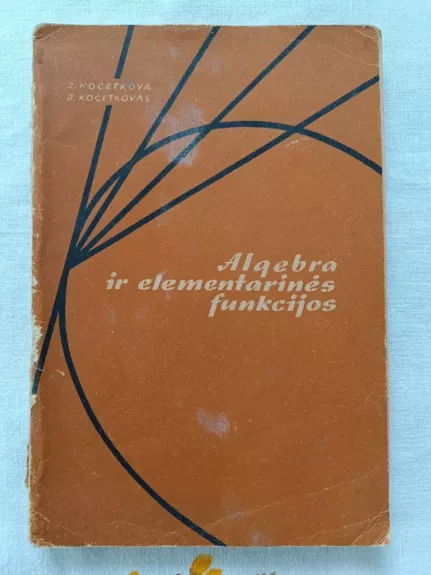 J. KOČETKOVA
J. KOČETKOVAS
Algebra
ir elementarinės
funkcijos